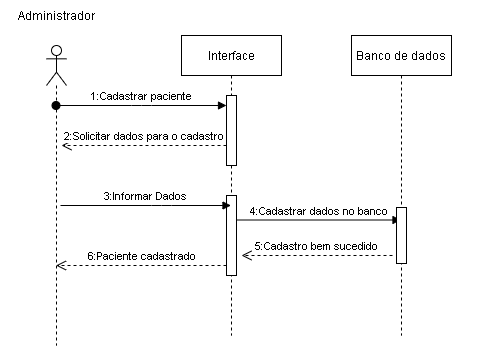 Administrador
Interface
Banco de dados
1:Cadastrar paciente
2:Solicitar dados para o cadastro
3:Informar Dados
4:Cadastrar dados no banco
5:Cadastro bem sucedido
6:Paciente cadastrado